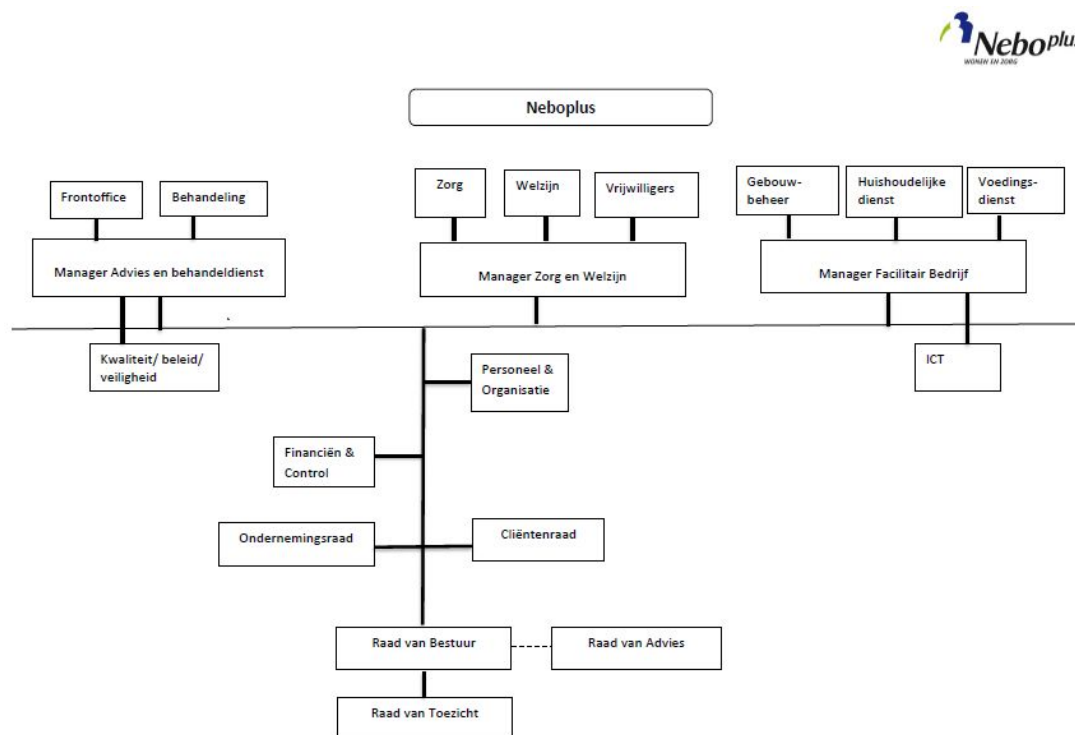 Neboplus
WONEN EN ZORG
Neboplus
Frontoffice
Behandeling
Zorg
Welzijn
Vrijwilligers
Gebouw-
beheer
Huishoudelijke
dienst
Voedings-
dienst
Manager Advies en behandeldienst
Manager Zorg en Welzijn
Manager Facilitair Bedrijf
Kwaliteit/ beleid/
veiligheid
Personeel &
Organisatie
ICT
Financiën &
Control
Ondernemingsraad
Cliëntenraad
Raad van Bestuur
Raad van Advies
Raad van Toezicht